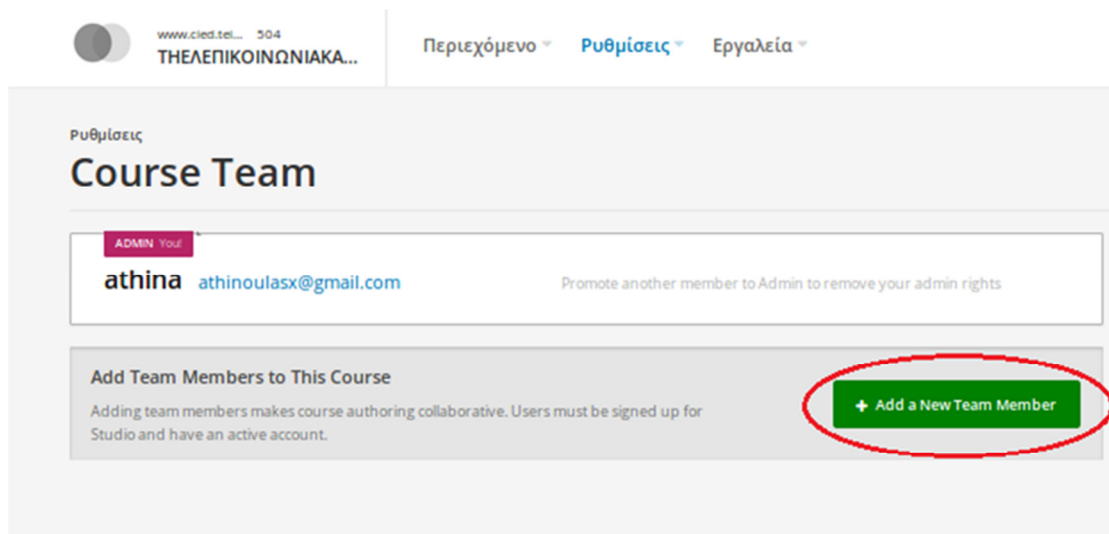 www.cied.tei... 504
ΤΗΕΛΕΠΙΚΟΙΝΩΝΙΑΚΑ...
Περιεχόμενο Ρυθμίσεις Εργαλεία
Ρυθμίσεις
Course Team
ADMIN You!
athina athinoulasx@gmail.com Promote another member to Admin to remove your admin rights
Add Team Members to This Course
Adding team members makes course authoring collaborative. Users must be signed up for
Studio and have an active account.
+ Add a New Team Member